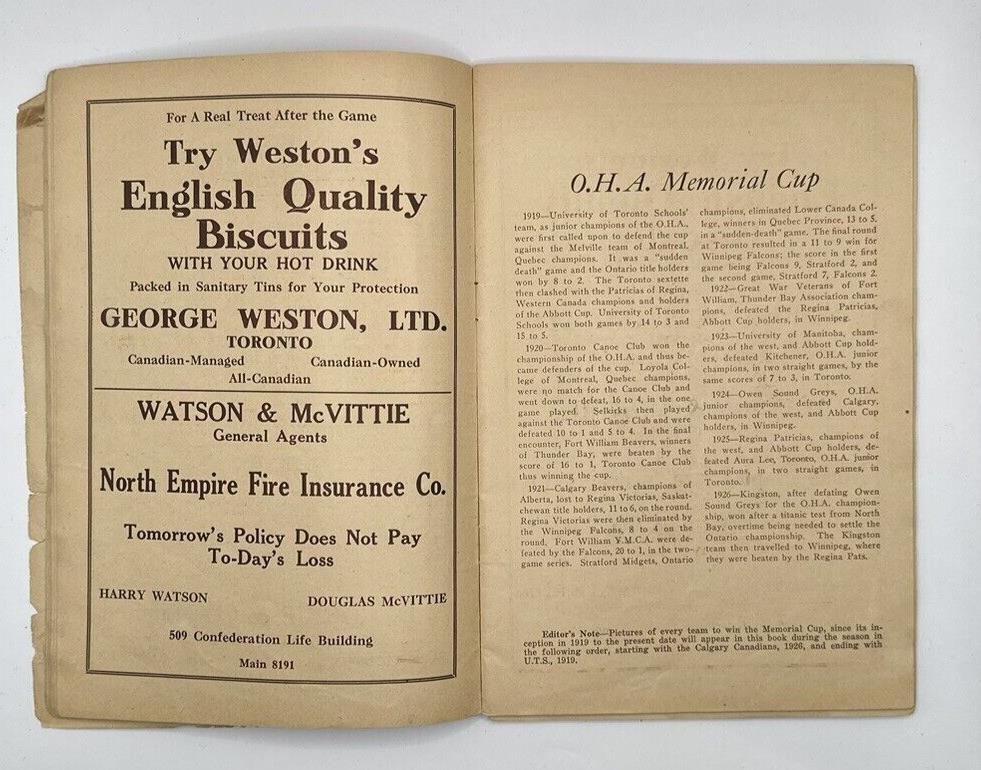 For A Real Treat After the Game
Try Weston's
English Quality
Biscuits
WITH YOUR HOT DRINK
Packed in Sanitary Tins for Your Protection
GEORGE WESTON, LTD.
TORONTO
Canadian-Managed Canadian-Owned
All-Canadian
WATSON & McVITTIE
General Agents
North Empire Fire Insurance Co.
Tomorrow's Policy Does Not Pay
To-Day's Loss
HARRY WATSON DOUGLAS McVITTIE
509 Confederation Life Building
Main 8191
O.H.A. Memorial Cup
1919—University of Toronto Schools'
team, as junior champions of the O.H.A.,
were first called upon to defend the cup
against the Melville team of Montreal,
Quebec champions. It was a "sudden
death" game and the Ontario title holders
won by 8 to 2. The Toronto sextette
then clashed with the Patricias of Regina,
Western Canada champions and holders
of the Abbott Cup. University of Toronto
Schools won both games by 14 to 3 and
15 to 5.
1920—Toronto Canoe Club won the
championship of the O.H.A. and thus be-
came defenders of the cup. Loyola Col-
lege of Montreal, Quebec champions,
were no match for the Canoe Club and
went down to defeat, 16 to 4, in the one
game played. Selkirks then played
against the Toronto Canoe Club and were
defeated 10 to 1 and 5 to 4. In the final
encounter, Fort William Beavers, winners
of Thunder Bay, were beaten by the
score of 16 to 1, Toronto Canoe Club
thus winning the cup.
1921—Calgary Beavers, champions of
Alberta, lost to Regina Victorias, Saskat-
chewan title holders, 11 to 6, on the round.
Regina Victorias were then eliminated by
the Winnipeg Falcons, 8 to 4 on the
round. Fort William Y.M.C.A. were de-
feated by the Falcons, 20 to 1, in the two-
game series. Stratford Midgets, Ontario
champions, eliminated Lower Canada Col-
lege, winners in Quebec Province, 13 to 5,
in a "sudden-death" game. The final round
at Toronto resulted in a 11 to 9 win for
Winnipeg Falcons; the score in the first
game being Falcons 9, Stratford 2, and
the second game, Stratford 7, Falcons 2.
1922—Great War Veterans of Fort
William, Thunder Bay Association cham-
pions, defeated the Regina Patricias,
Abbott Cup holders, in Winnipeg.
1923—University of Manitoba, cham-
pions of the west, and Abbott Cup hold-
ers, defeated Kitchener, O.H.A. junior
champions, in two straight games, by the
same scores of 7 to 3, in Toronto.
1924—Owen Sound Greys, O.H.A.
junior champions, defeated Calgary,
champions of the west, and Abbott Cup
holders, in Winnipeg.
1925—Regina Patricias, champions of
the west, and Abbott Cup holders, de-
feated Aura Lee, Toronto, O.H.A. junior
champions, in two straight games, in
Toronto.
1926—Kingston, after defating Owen
Sound Greys for the O.H.A. champion-
ship, won after a titanic test from North
Bay, overtime being needed to settle the
Ontario championship. The Kingston
team then travelled to Winnipeg, where
they were beaten by the Regina Pats.
Editor's Note—Pictures of every team to win the Memorial Cup, since its in-
ception in 1919 to the present date will appear in this book during the season in
the following order, starting with the Calgary Canadians, 1926, and ending with
U.T.S., 1919.